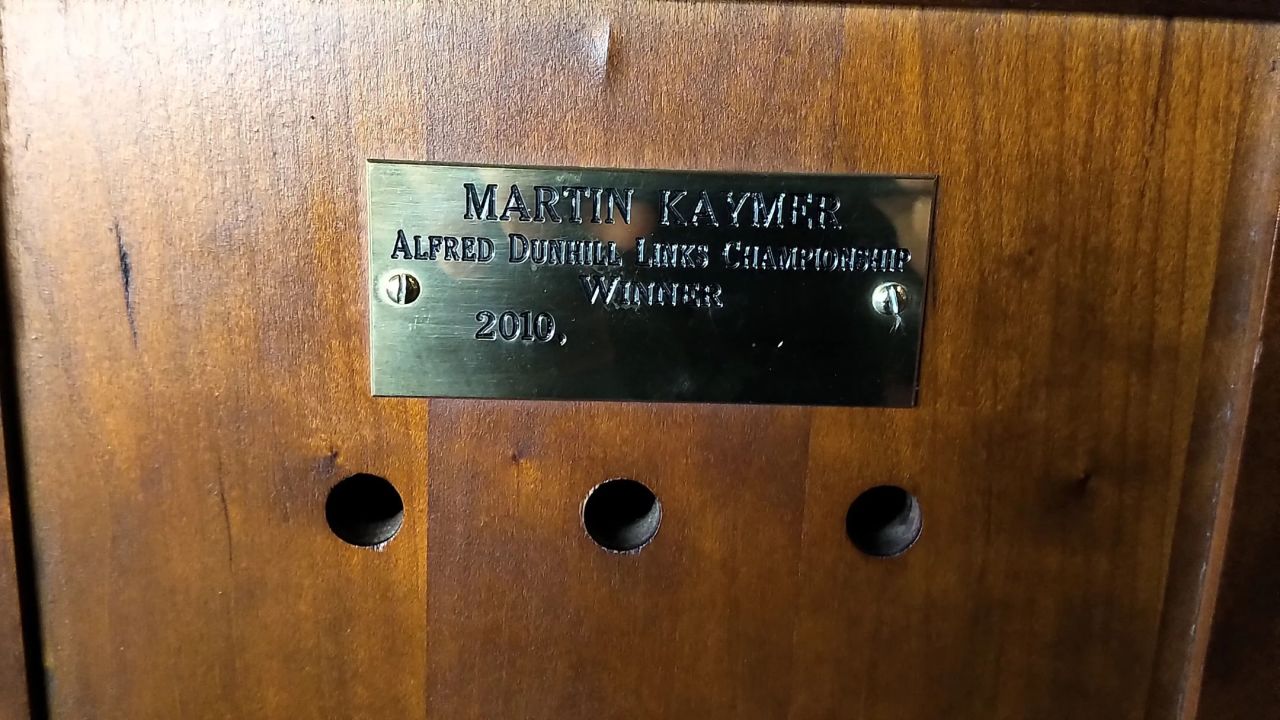 MARTIN KAYMER
ALFRED DUNHILL LINKS CHAMPIONSHIP
WINNER
2010,